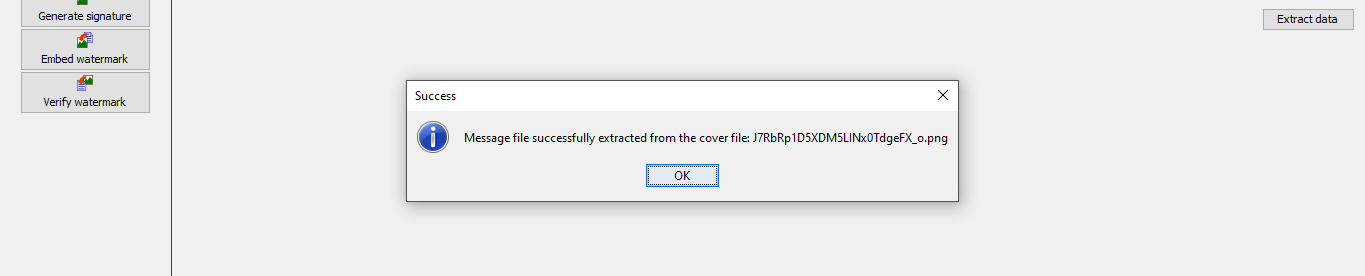 Generate signature
Extract data
Embed watermark
Verify watermark
Success
Message file successfully extracted from the cover file: J7RbRp1D5XDM5LlNx0TdgeFX_o.png
OK